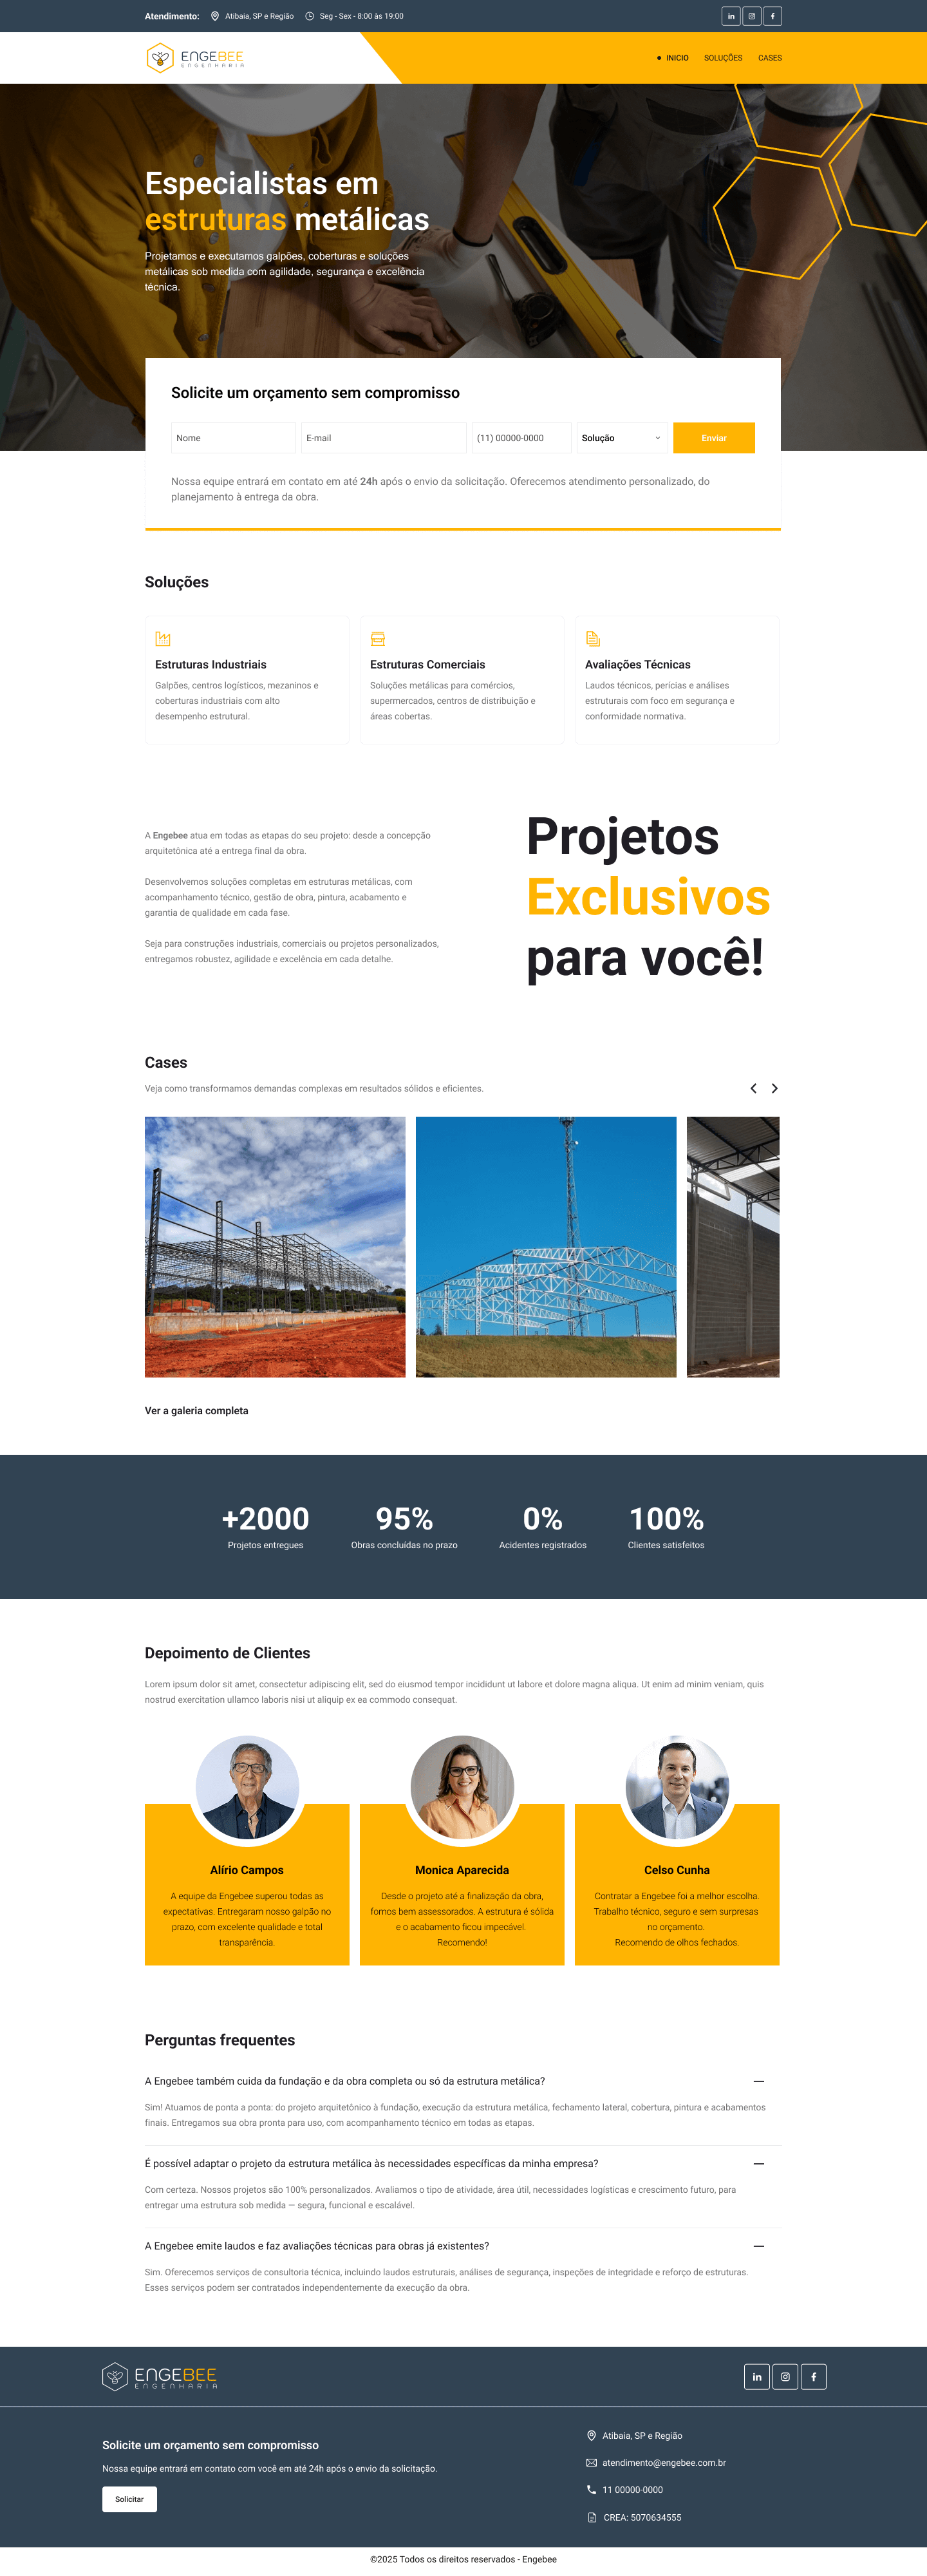 Atendimento: Atibaia, SP e Região Seg - Sex - 8:00 às 19:00
ENGEBEE
ENGENHARIA
INICIO SOLUÇÕES CASES
Especialistas em
estruturas metálicas
Projetamos e executamos galpões, coberturas e soluções
metálicas sob medida com agilidade, segurança e excelência
técnica.
Solicite um orçamento sem compromisso
Nome E-mail (11) 00000-0000 Solução Enviar
Nossa equipe entrará em contato em até 24h após o envio da solicitação. Oferecemos atendimento personalizado, do
planejamento à entrega da obra.
Soluções
Estruturas Industriais
Galpões, centros logísticos, mezaninos e
coberturas industriais com alto
desempenho estrutural.
Estruturas Comerciais
Soluções metálicas para comércios,
supermercados, centros de distribuição e
áreas cobertas.
Avaliações Técnicas
Laudos técnicos, perícias e análises
estruturais com foco em segurança e
conformidade normativa.
A Engebee atua em todas as etapas do seu projeto: desde a concepção
arquitetônica até a entrega final da obra.
Desenvolvemos soluções completas em estruturas metálicas, com
acompanhamento técnico, gestão de obra, pintura, acabamento e
garantia de qualidade em cada fase.
Seja para construções industriais, comerciais ou projetos personalizados,
entregamos robustez, agilidade e excelência em cada detalhe.
Projetos
Exclusivos
para você!
Cases
Veja como transformamos demandas complexas em resultados sólidos e eficientes.
Ver a galeria completa
+2000
Projetos entregues
95%
Obras concluídas no prazo
0%
Acidentes registrados
100%
Clientes satisfeitos
Depoimento de Clientes
Lorem ipsum dolor sit amet, consectetur adipiscing elit, sed do eiusmod tempor incididunt ut labore et dolore magna aliqua. Ut enim ad minim veniam, quis
nostrud exercitation ullamco laboris nisi ut aliquip ex ea commodo consequat.
Alírio Campos
A equipe da Engebee superou todas as
expectativas. Entregaram nosso galpão no
prazo, com excelente qualidade e total
transparência.
Monica Aparecida
Desde o projeto até a finalização da obra,
fomos bem assessorados. A estrutura é sólida
e o acabamento ficou impecável.
Recomendo!
Celso Cunha
Contratar a Engebee foi a melhor escolha.
Trabalho técnico, seguro e sem surpresas
no orçamento.
Recomendo de olhos fechados.
Perguntas frequentes
A Engebee também cuida da fundação e da obra completa ou só da estrutura metálica?
Sim! Atuamos de ponta a ponta: do projeto arquitetônico à fundação, execução da estrutura metálica, fechamento lateral, cobertura, pintura e acabamentos
finais. Entregamos sua obra pronta para uso, com acompanhamento técnico em todas as etapas.
É possível adaptar o projeto da estrutura metálica às necessidades específicas da minha empresa?
Com certeza. Nossos projetos são 100% personalizados. Avaliamos o tipo de atividade, área útil, necessidades logísticas e crescimento futuro, para
entregar uma estrutura sob medida — segura, funcional e escalável.
A Engebee emite laudos e faz avaliações técnicas para obras já existentes?
Sim. Oferecemos serviços de consultoria técnica, incluindo laudos estruturais, análises de segurança, inspeções de integridade e reforço de estruturas.
Esses serviços podem ser contratados independentemente da execução da obra.
ENGEBEE
ENGENHARIA
Solicite um orçamento sem compromisso
Nossa equipe entrará em contato com você em até 24h após o envio da solicitação.
Solicitar
Atibaia, SP e Região
atendimento@engebee.com.br
11 00000-0000
CREA: 5070634555
©2025 Todos os direitos reservados - Engebee